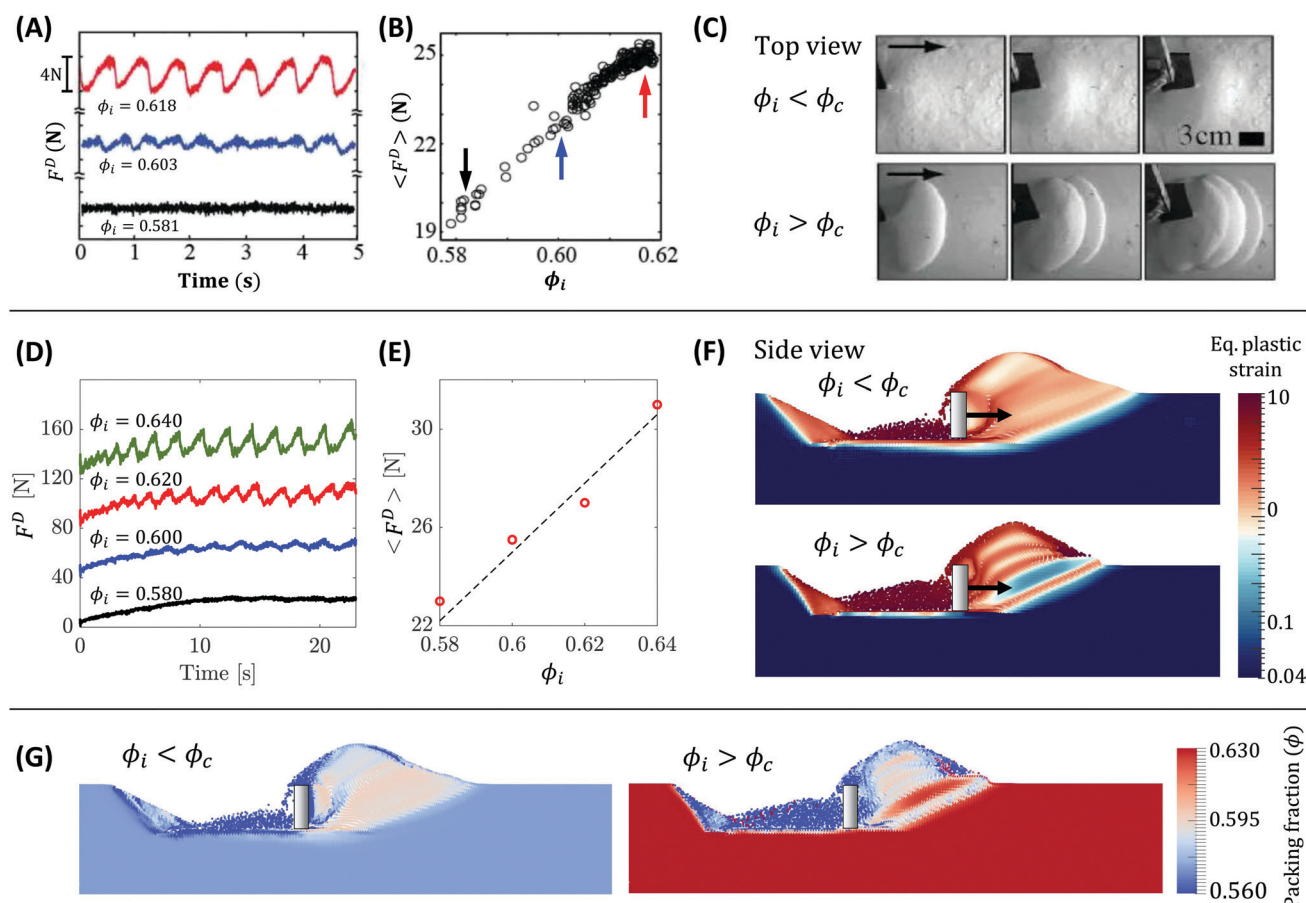 (A)
4N
F^D (N)
ϕ_i = 0.618
ϕ_i = 0.603
ϕ_i = 0.581
0 1 2 3 4 5
Time (s)
(B)
<F^D> (N)
25
22
19
0.58 0.60 0.62
ϕ_i
(C)
Top view
ϕ_i < ϕ_c
3cm
ϕ_i > ϕ_c
(D)
F^D [N]
160
120
80
40
0
ϕ_i = 0.640
ϕ_i = 0.620
ϕ_i = 0.600
ϕ_i = 0.580
0 10 20
Time [s]
(E)
<F^D> [N]
30
26
22
0.58 0.6 0.62 0.64
ϕ_i
(F)
Side view
ϕ_i < ϕ_c
ϕ_i > ϕ_c
Eq. plastic
strain
10
0
0.1
0.04
(G)
ϕ_i < ϕ_c
ϕ_i > ϕ_c
0.630
0.595
0.560
Packing fraction (ϕ)